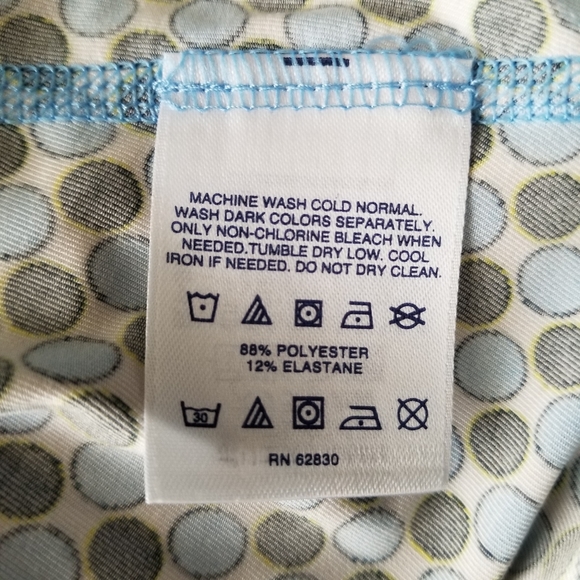 MACHINE WASH COLD NORMAL.
WASH DARK COLORS SEPARATELY.
ONLY NON-CHLORINE BLEACH WHEN
NEEDED.TUMBLE DRY LOW. COOL
IRON IF NEEDED. DO NOT DRY CLEAN.
88% POLYESTER
12% ELASTANE
30
RN 62830